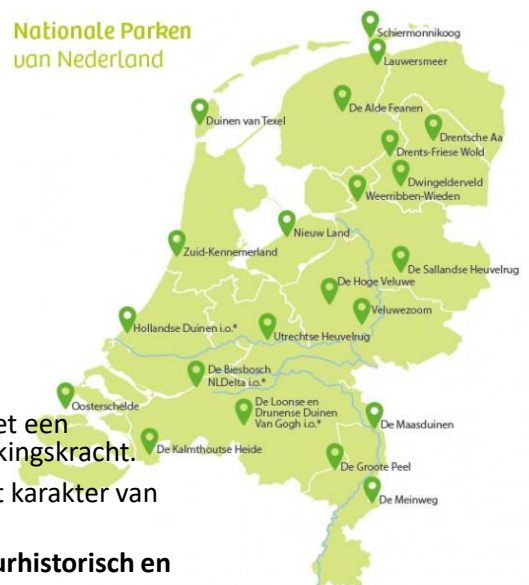 Nationale Parken
van Nederland
Schiermonnikoog
Lauwersmeer
De Alde Feanen
Duinen van Texel
Drentsche Aa
Drents-Friese Wold
Dwingelderveld
Weerribben-Wieden
Nieuw Land
Zuid-Kennemerland
De Sallandse Heuvelrug
De Hoge Veluwe
Veluwezoom
Hollandse Duinen i.o.*
Utrechtse Heuvelrug
De Biesbosch
NLDelta i.o.*
De Loonse en
Drunense Duinen
Van Gogh i.o.*
Oosterschelde
De Maasduinen
De Kalmthoutse Heide
De Groote Peel
De Meinweg
et een
kingskracht.
t karakter van
urhistorisch en